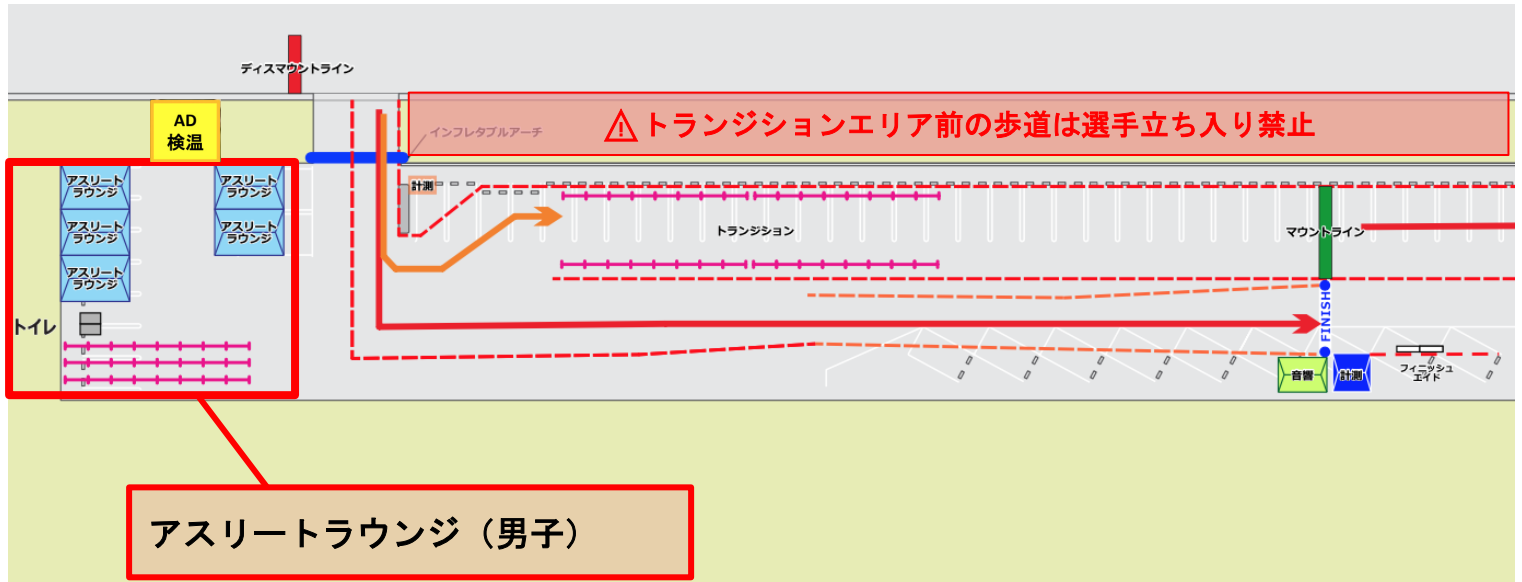 ディスマウントライン
AD
検温
インフレタブルアーチ
⚠トランジションエリア前の歩道は選手立ち入り禁止
アスリート
ラウンジ
アスリート
ラウンジ
計測
アスリート
ラウンジ
アスリート
ラウンジ
トランジション
マウントライン
アスリート
ラウンジ
トイレ
FINISH
音響
計測
フィニッシュ
エイド
アスリートラウンジ（男子）